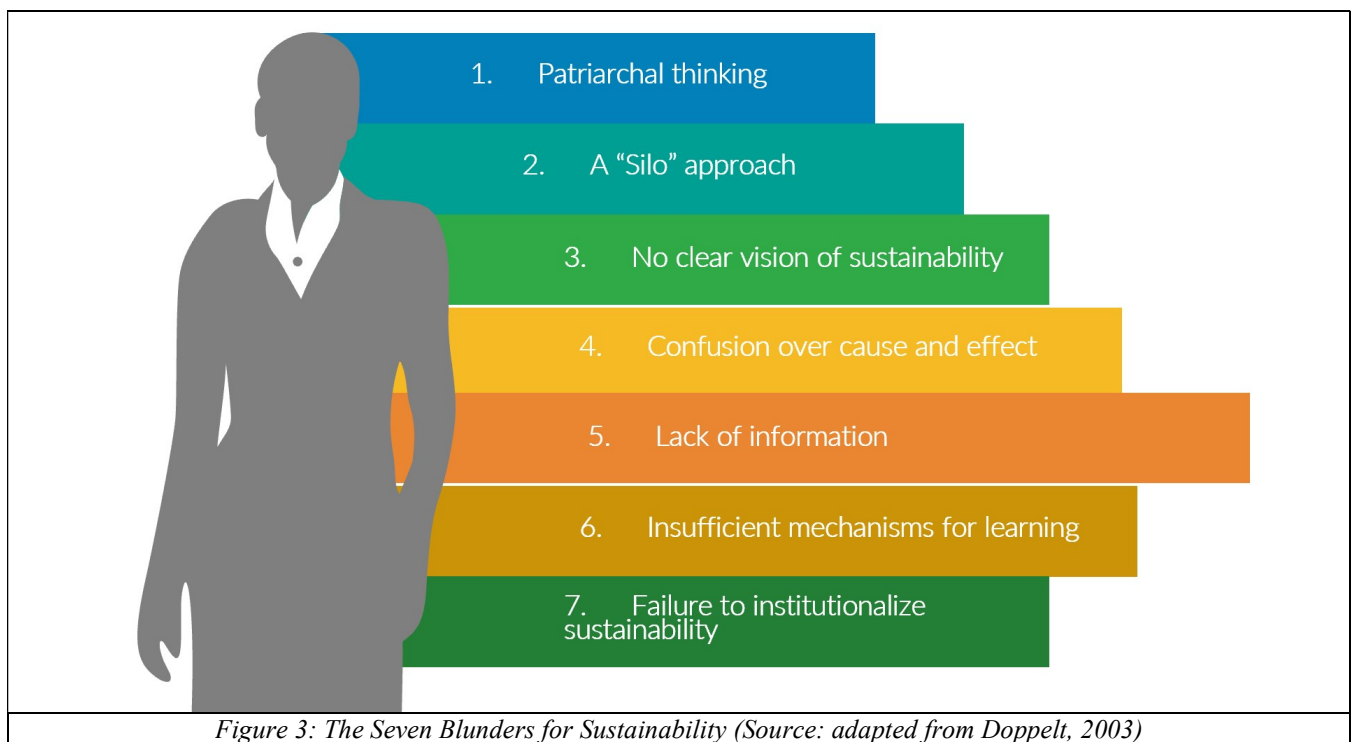 1. Patriarchal thinking
2. A “Silo” approach
3. No clear vision of sustainability
4. Confusion over cause and effect
5. Lack of information
6. Insufficient mechanisms for learning
7. Failure to institutionalize
sustainability
Figure 3: The Seven Blunders for Sustainability (Source: adapted from Doppelt, 2003)